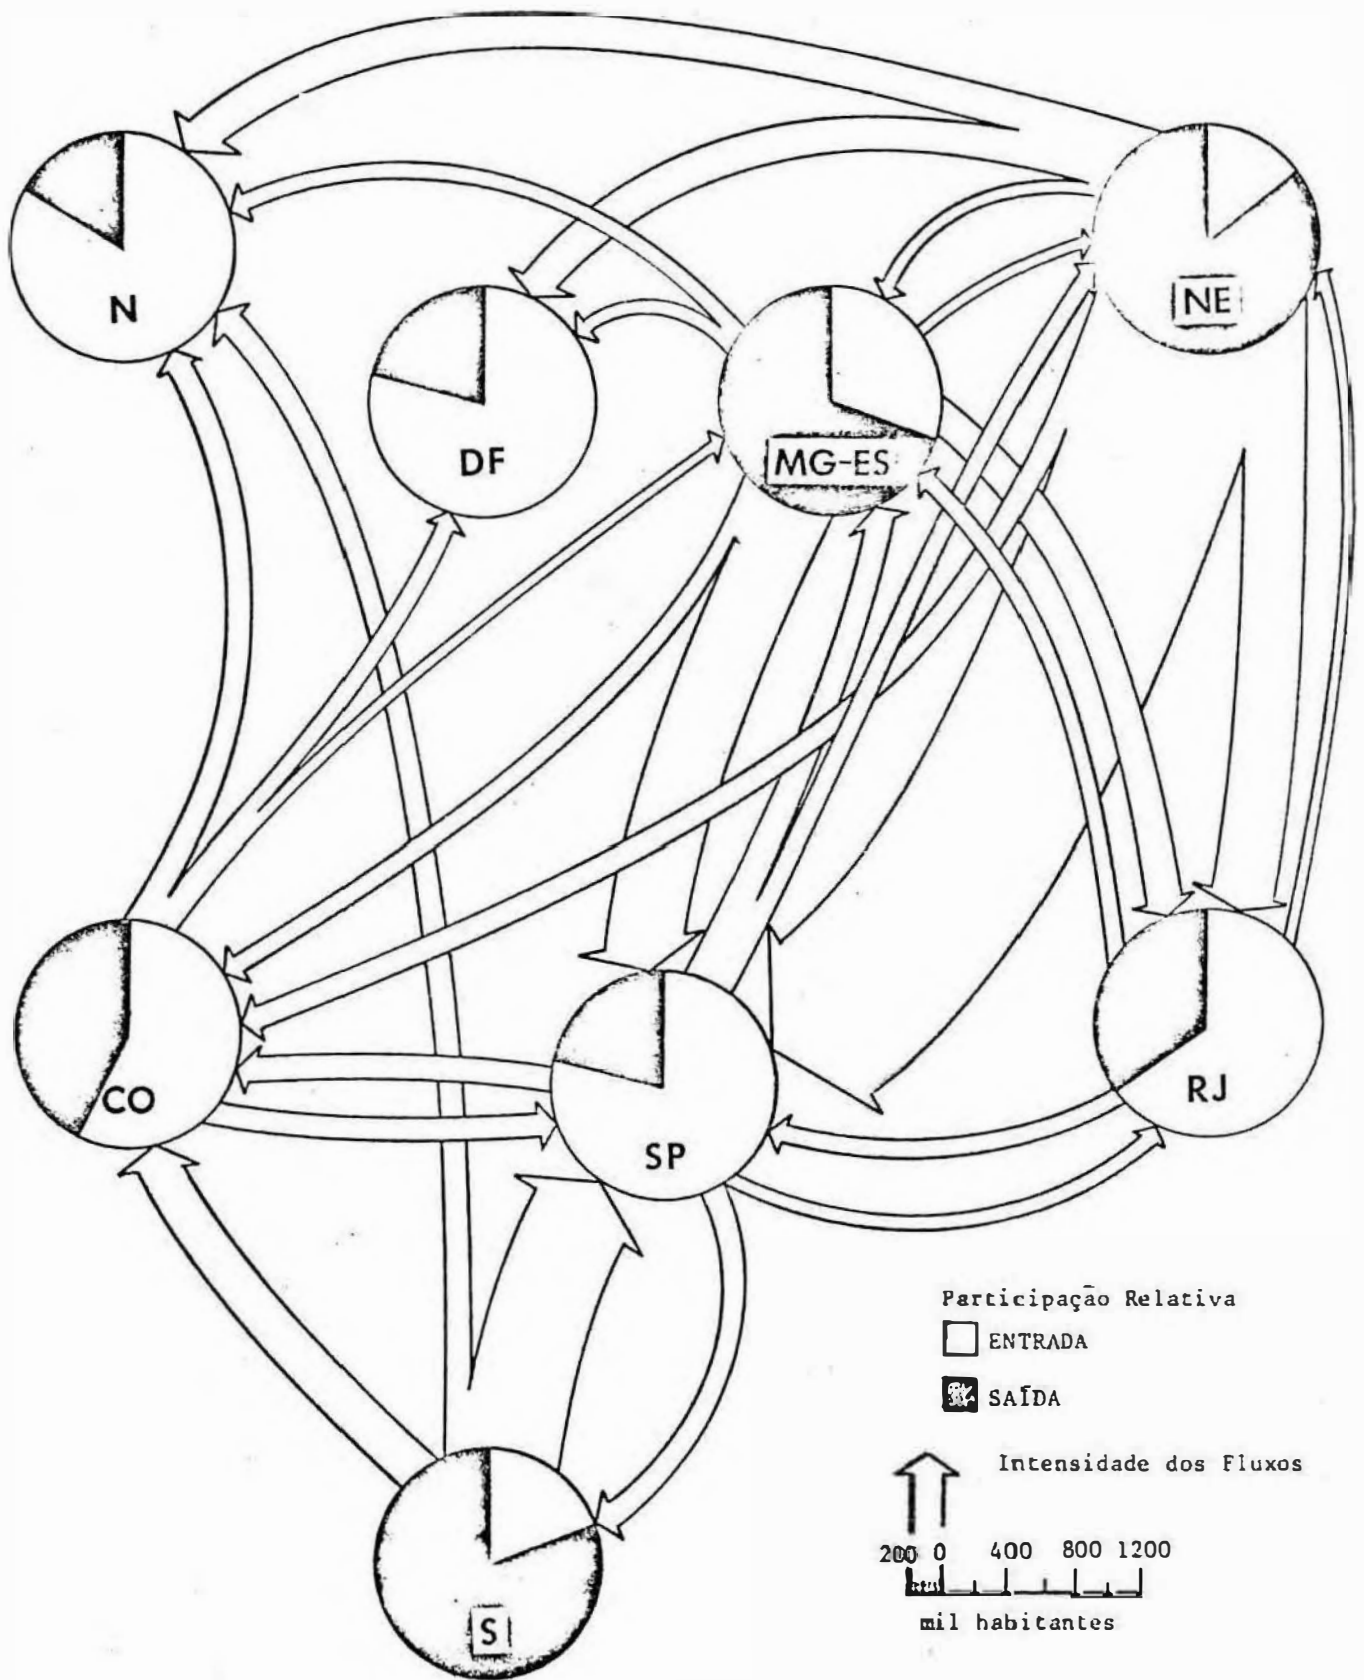 N
NE
DF
MG-ES
CO
SP
RJ
S
Participação Relativa
ENTRADA
SAÍDA
Intensidade dos Fluxos
200 0 400 800 1200
mil habitantes